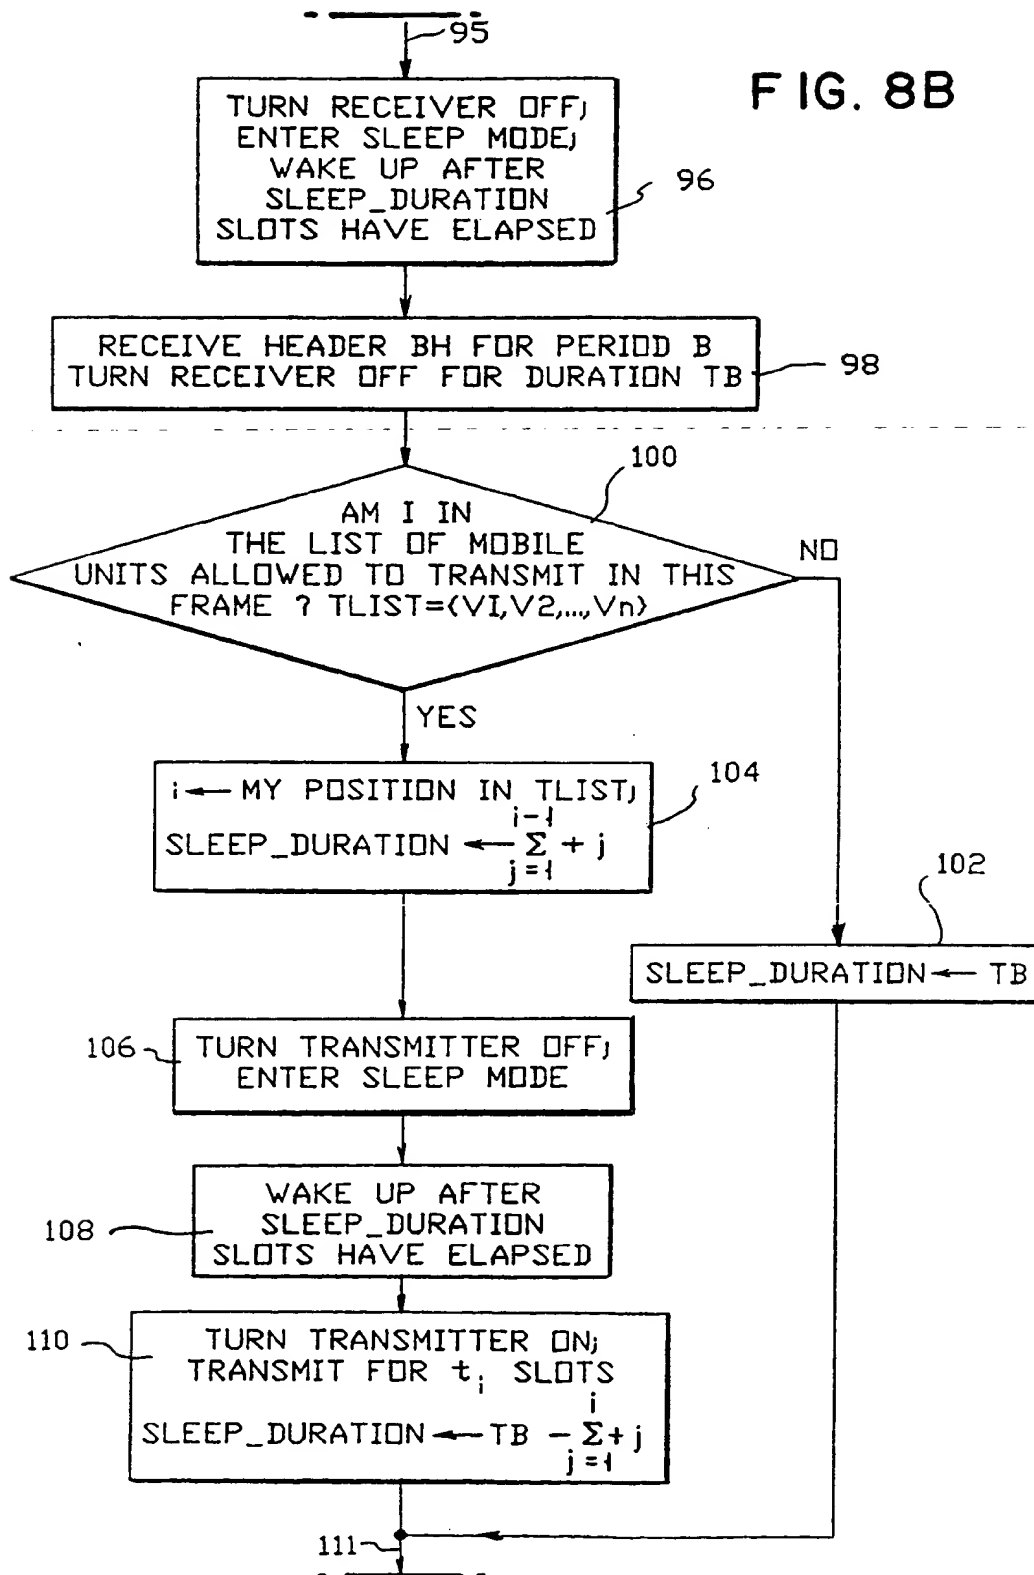 95
FIG. 8B
TURN RECEIVER OFF;
ENTER SLEEP MODE;
WAKE UP AFTER
SLEEP_DURATION
SLOTS HAVE ELAPSED
96
RECEIVE HEADER BH FOR PERIOD B
TURN RECEIVER OFF FOR DURATION TB
98
100
AM I IN
THE LIST OF MOBILE
UNITS ALLOWED TO TRANSMIT IN THIS
FRAME ? TLIST=(V1,V2,...,Vn)
NO
YES
i ← MY POSITION IN TLIST;
i-1
SLEEP_DURATION ← Σ + j
j=1
104
102
SLEEP_DURATION ← TB
106
TURN TRANSMITTER OFF;
ENTER SLEEP MODE
WAKE UP AFTER
SLEEP_DURATION
SLOTS HAVE ELAPSED
108
110
TURN TRANSMITTER ON;
TRANSMIT FOR ti SLOTS
i
SLEEP_DURATION ← TB - Σ + j
j=1
111